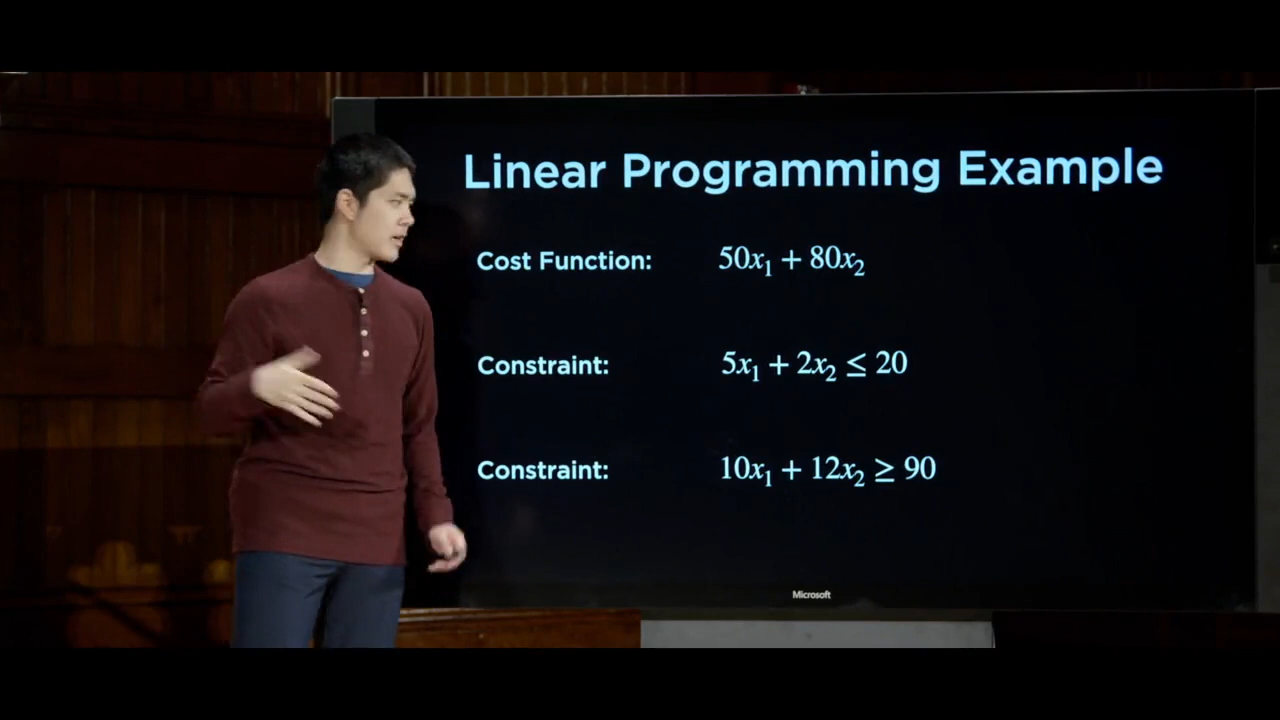 Linear Programming Example
Cost Function: 50x₁ + 80x₂
Constraint: 5x₁ + 2x₂ ≤ 20
Constraint: 10x₁ + 12x₂ ≥ 90
Microsoft